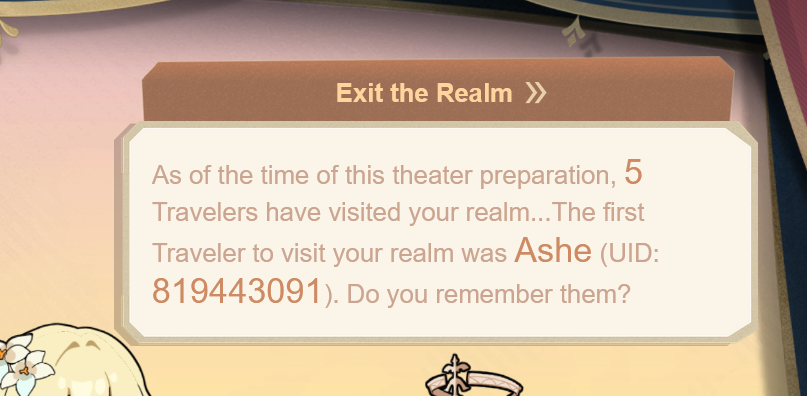 Exit the Realm
As of the time of this theater preparation, 5
Travelers have visited your realm...The first
Traveler to visit your realm was Ashe (UID:
819443091). Do you remember them?